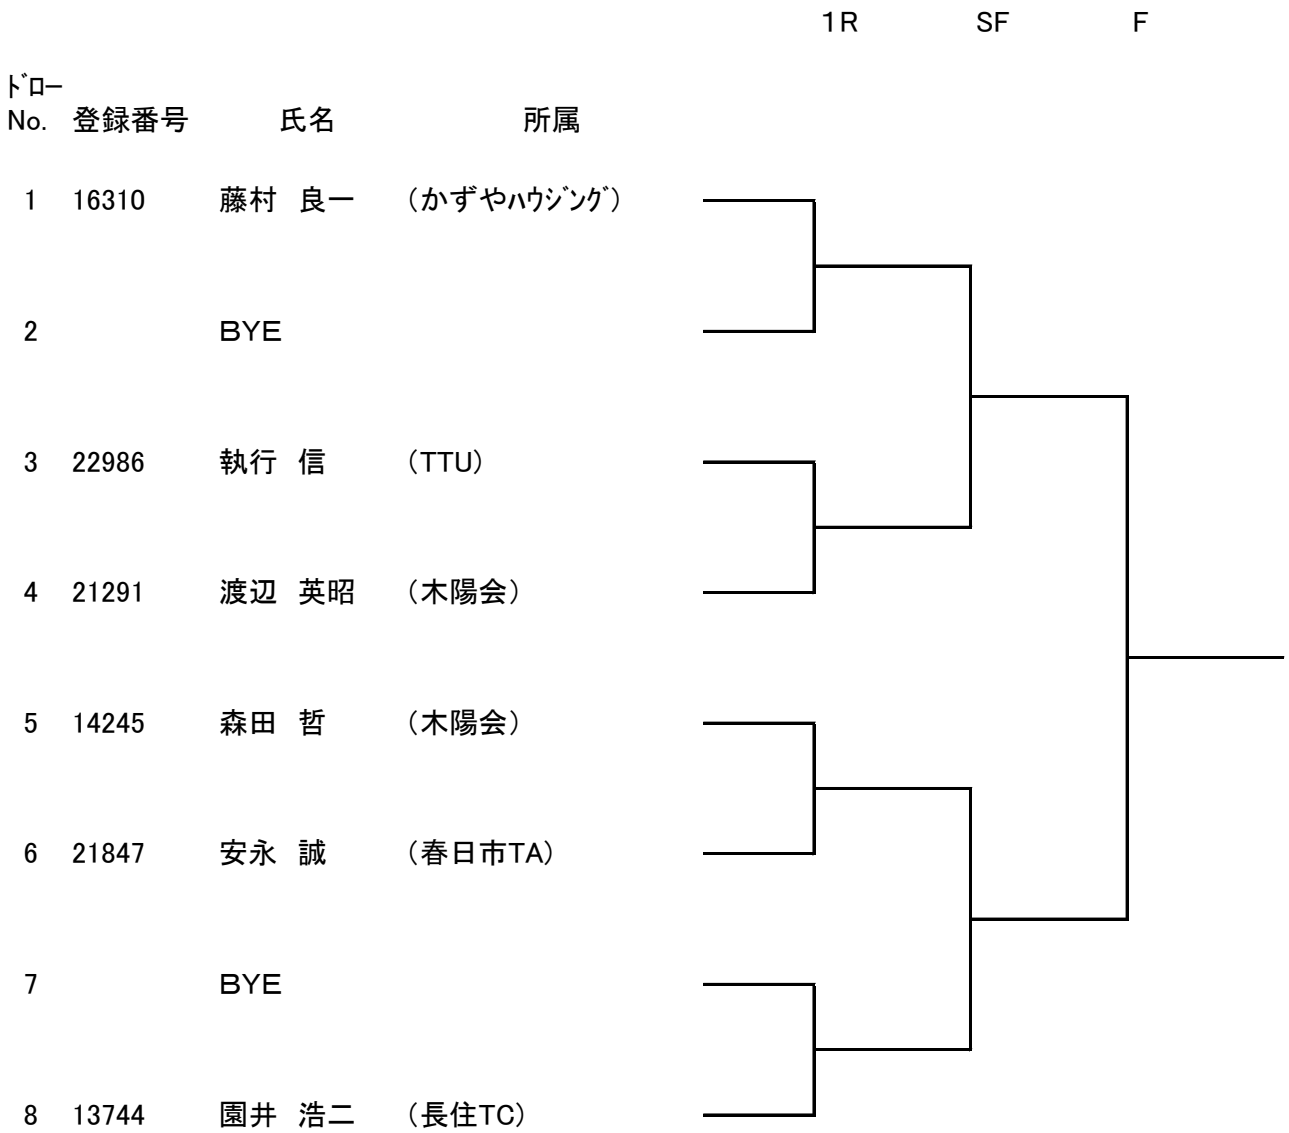 1R SF F
ﾄﾞﾛｰ
No. 登録番号 氏名 所属
1 16310 藤村 良一 （かずやﾊｳｼﾞﾝｸﾞ）
2 BYE
3 22986 執行 信 （TTU）
4 21291 渡辺 英昭 （木陽会）
5 14245 森田 哲 （木陽会）
6 21847 安永 誠 （春日市TA）
7 BYE
8 13744 園井 浩二 （長住TC）